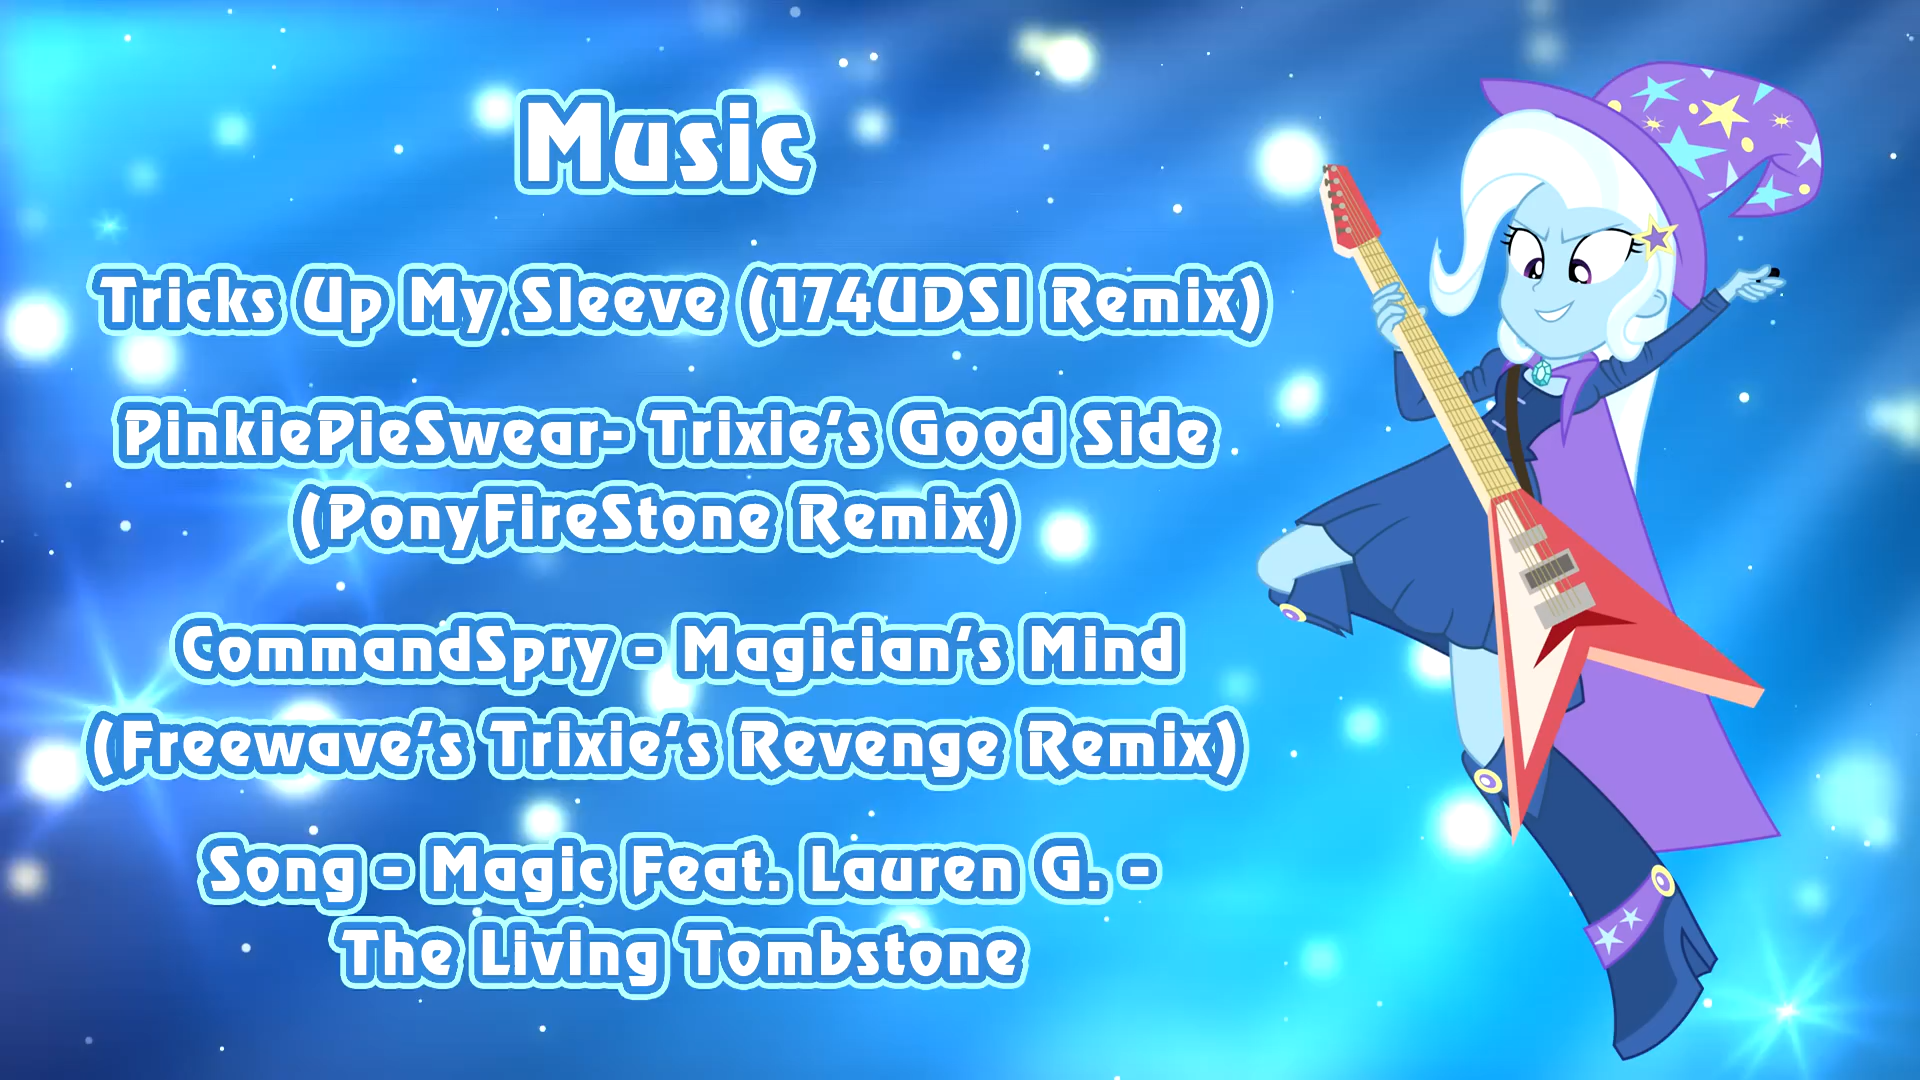 Music
Tricks Up My Sleeve (174UDSI Remix)
PinkiePieSwear- Trixie's Good Side
(PonyFireStone Remix)
CommandSpry - Magician's Mind
(Freewave's Trixie's Revenge Remix)
Song - Magic Feat. Lauren G. -
The Living Tombstone